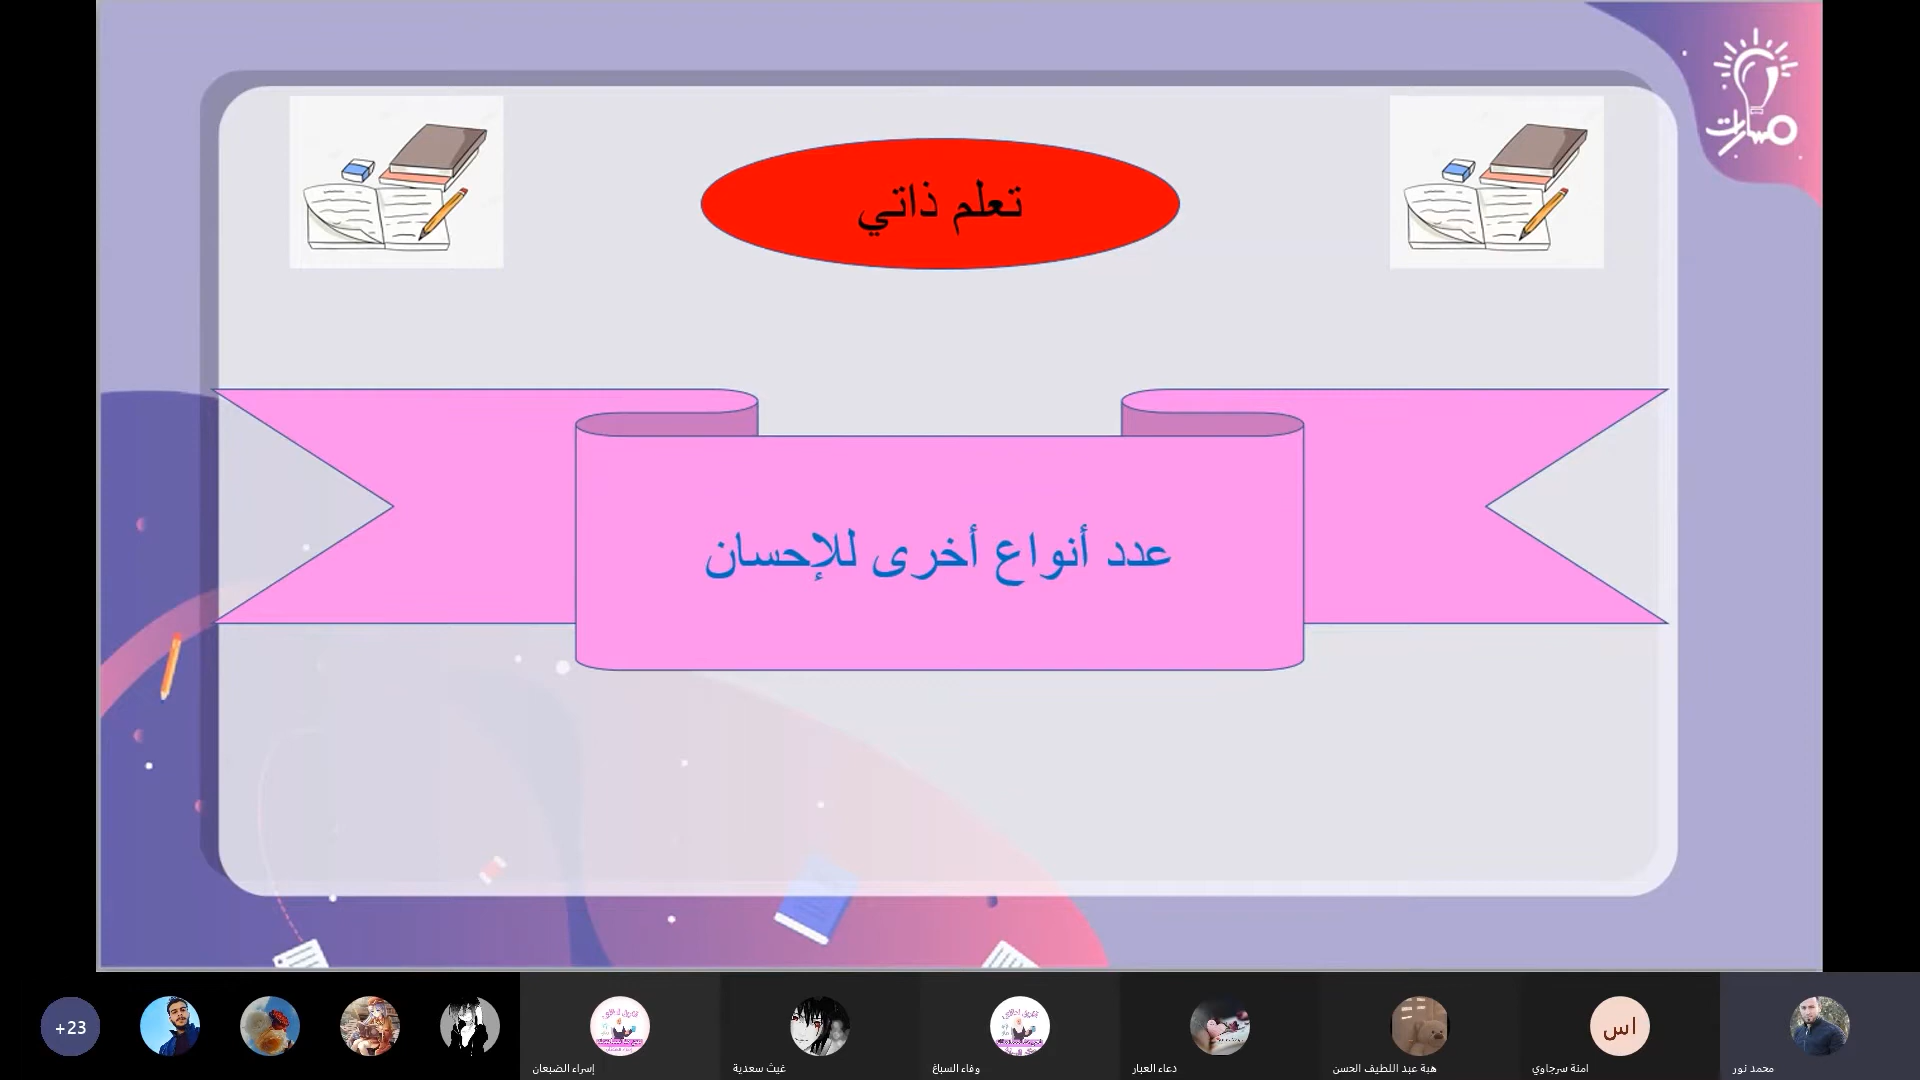 مسارات
تعلم ذاتي
عدد أنواع أخرى للإحسان
+23
إسراء الضبعان
غيث سعدية
وفاء السباغ
دعاء العبار
هبة عبد اللطيف الحسن
اس
امنة سرجاوي
محمد نور